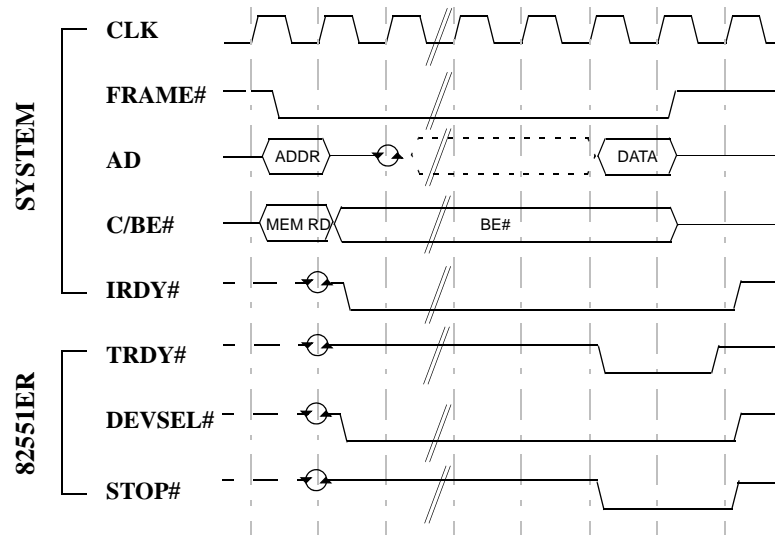 SYSTEM
CLK
FRAME#
AD
ADDR
DATA
C/BE#
MEM RD
BE#
IRDY#
82551ER
TRDY#
DEVSEL#
STOP#